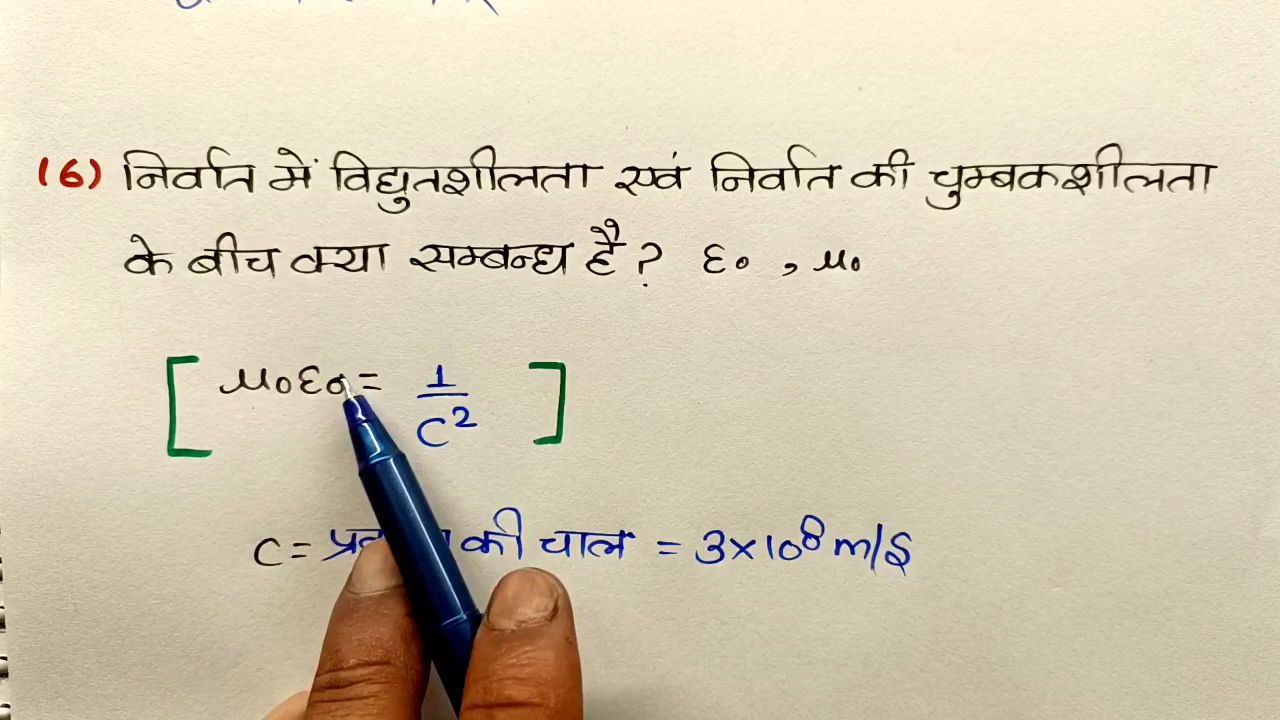 (6) निर्वात में विद्युतशीलता एवं निर्वात की चुम्बकशीलता
के बीच क्या सम्बन्ध है? ε₀ , μ₀
[ μ₀ε₀ = 1/c² ]
c = की चाल = 3×10⁸ m/s